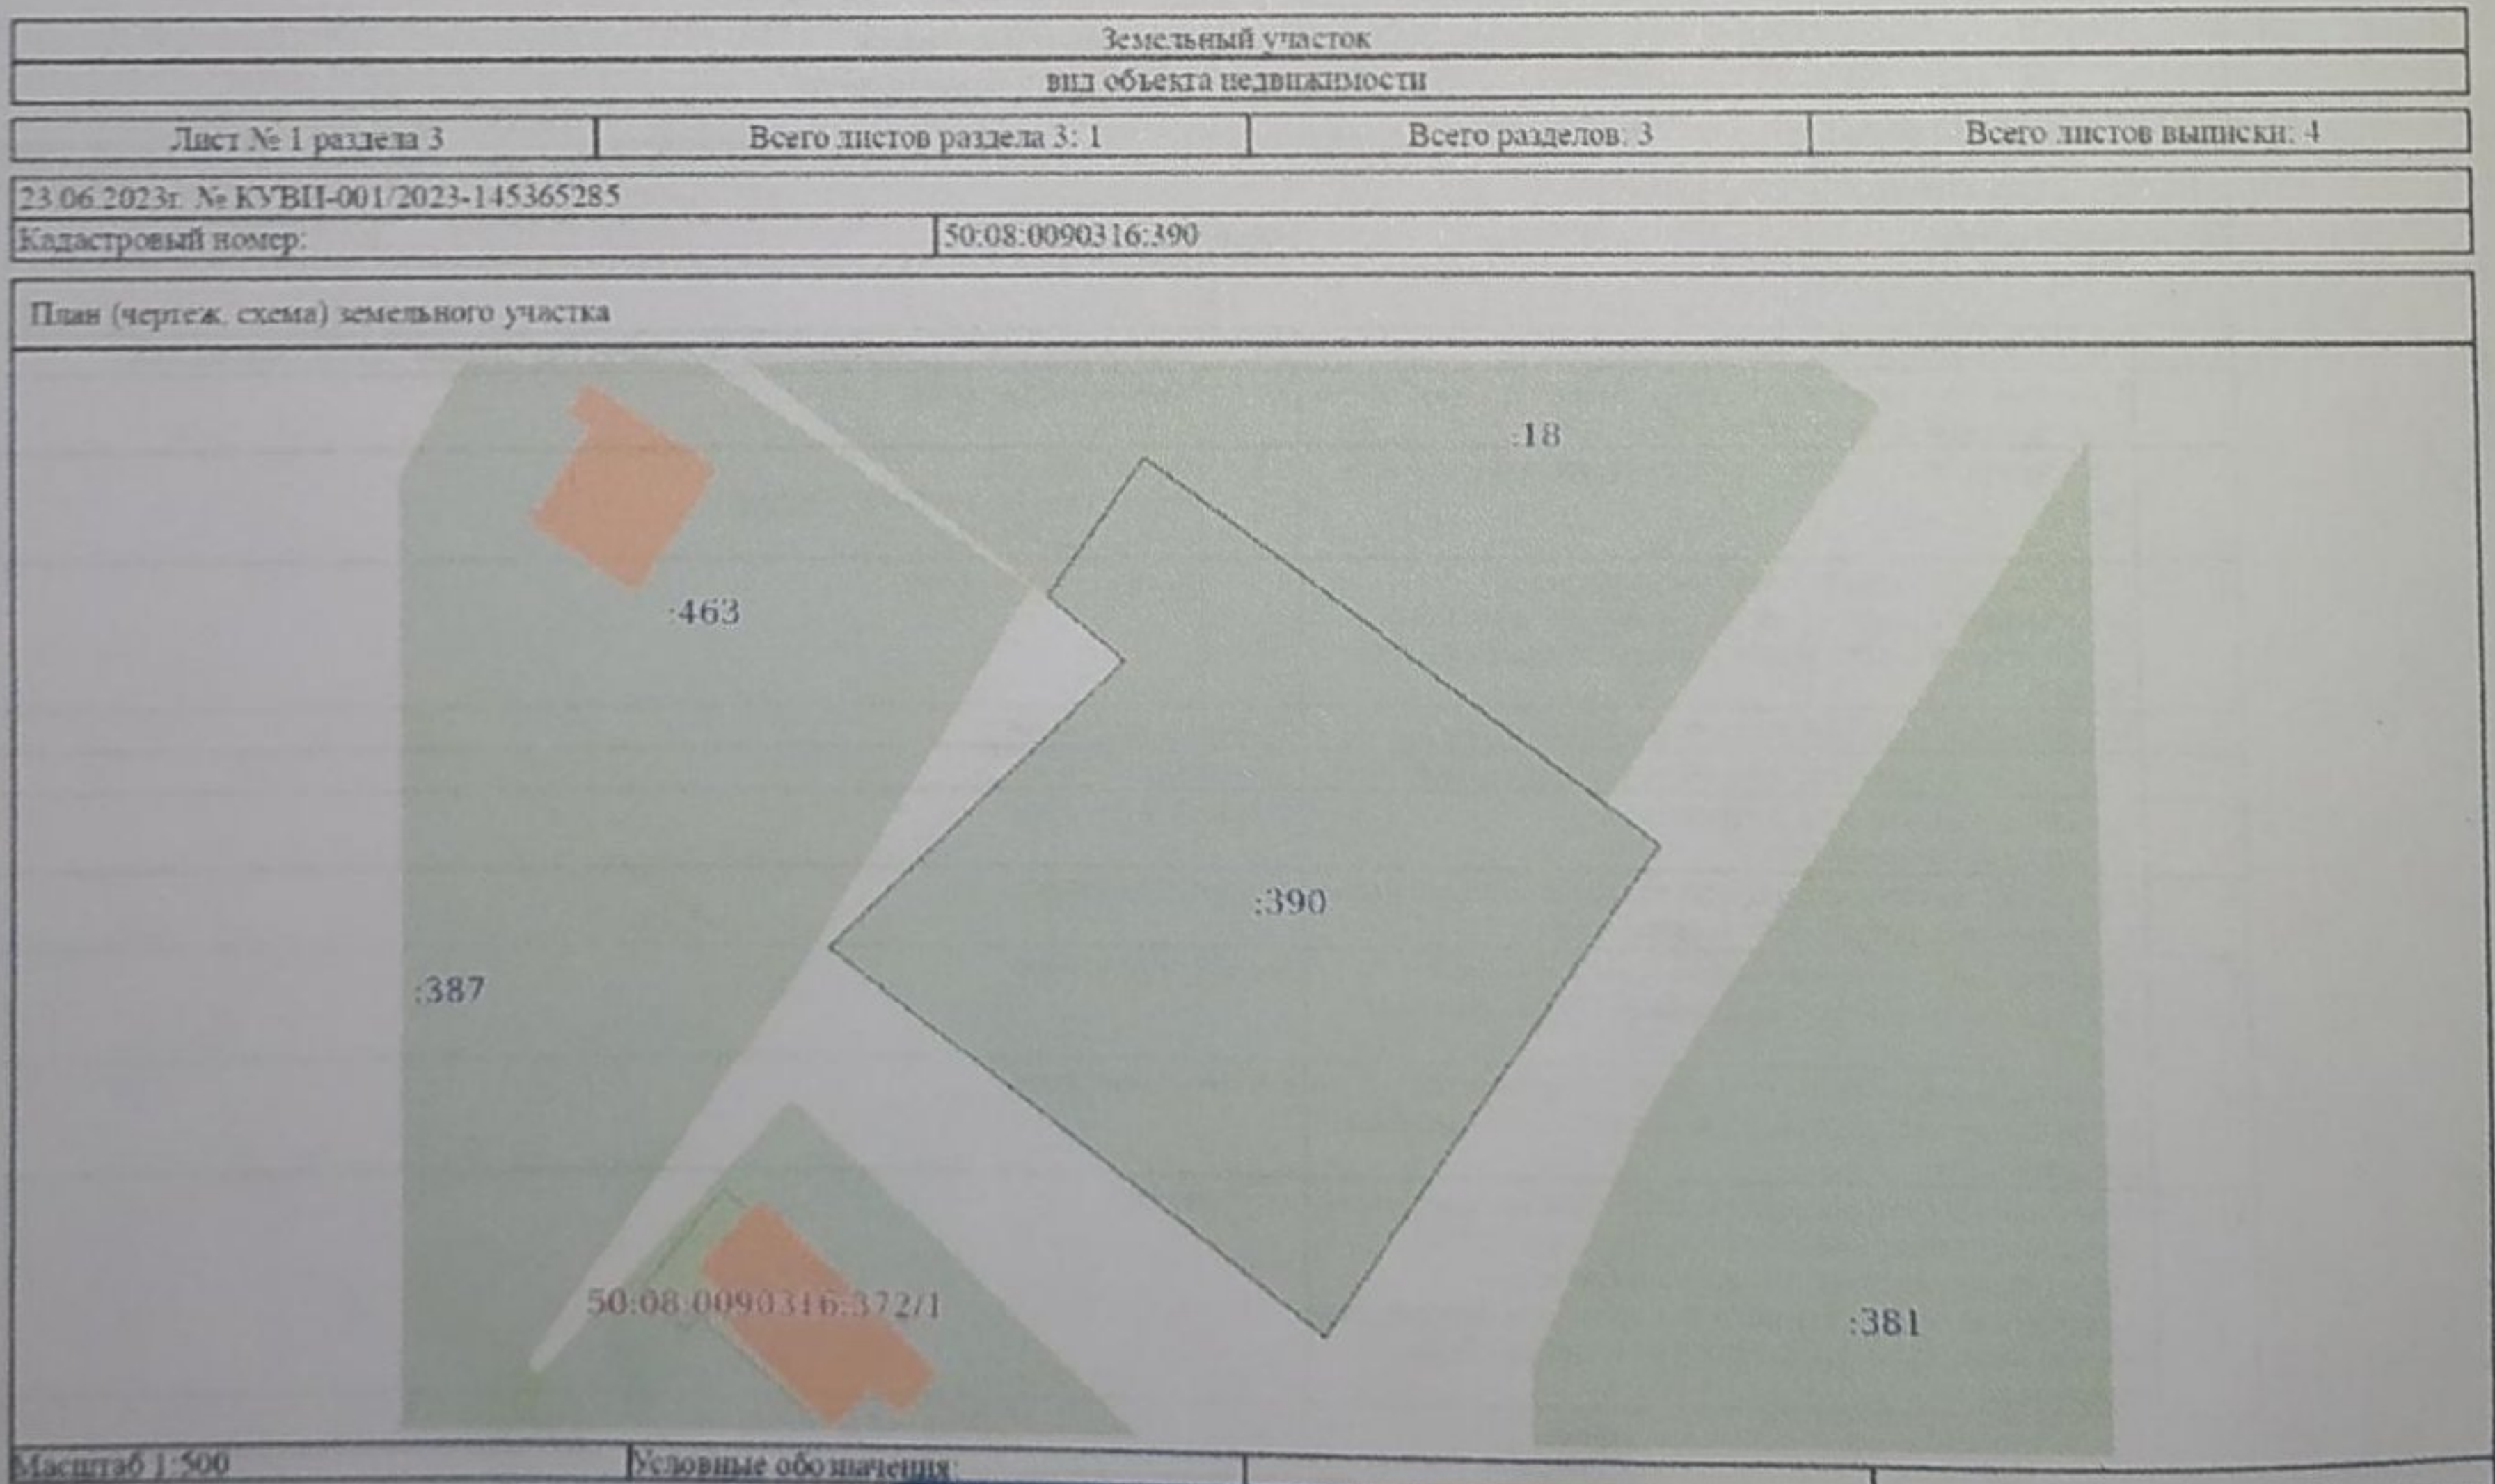 Земельный участок
вид объекта недвижимости
Лист № 1 раздела 3
Всего листов раздела 3: 1
Всего разделов: 3
Всего листов выписки: 4
23.06.2023г. № КУВИ-001/2023-145365285
Кадастровый номер:
50:08:0090316:390
План (чертеж, схема) земельного участка
:18
:463
:390
:387
50:08:0090316:372/1
:381
Масштаб 1:500
Условные обозначения: